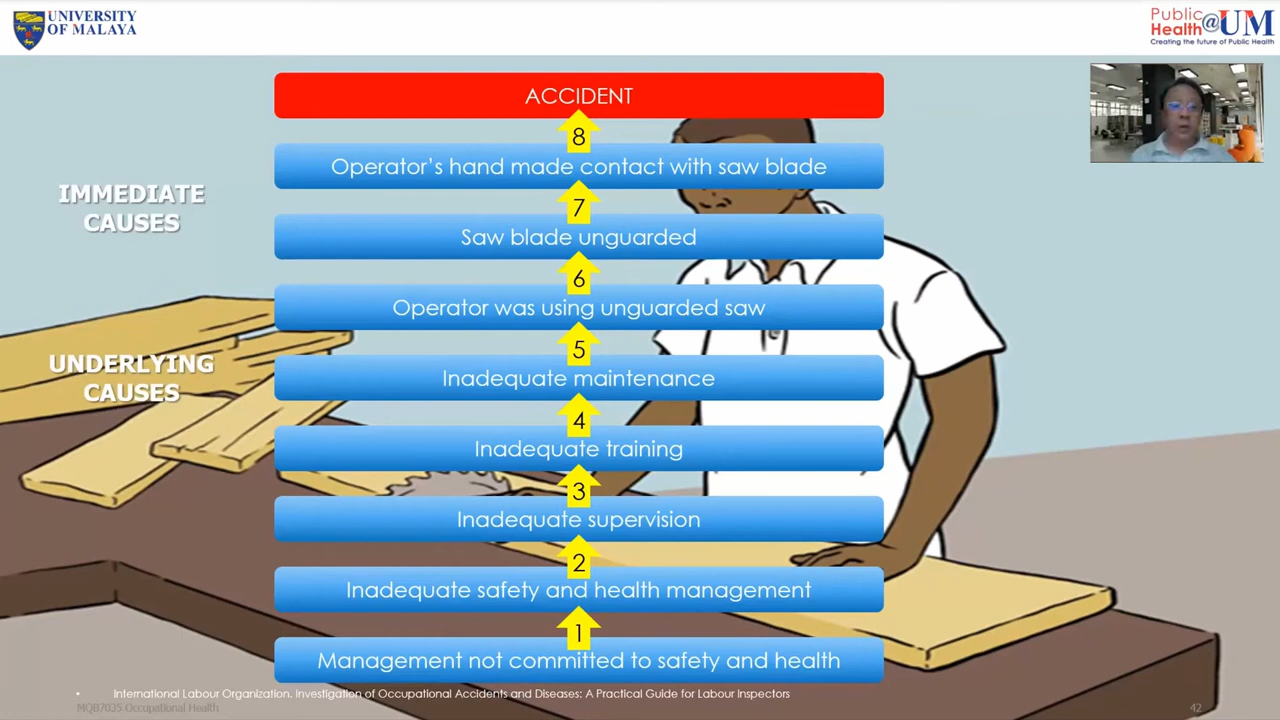 UNIVERSITY
OF MALAYA
Public
Health@UM
Creating the future of Public Health
ACCIDENT
8
Operator's hand made contact with saw blade
IMMEDIATE
CAUSES
7
Saw blade unguarded
6
Operator was using unguarded saw
5
UNDERLYING
CAUSES
Inadequate maintenance
4
Inadequate training
3
Inadequate supervision
2
Inadequate safety and health management
1
Management not committed to safety and health
• International Labour Organization. Investigation of Occupational Accidents and Diseases: A Practical Guide for Labour Inspectors
MQB7035 Occupational Health
42